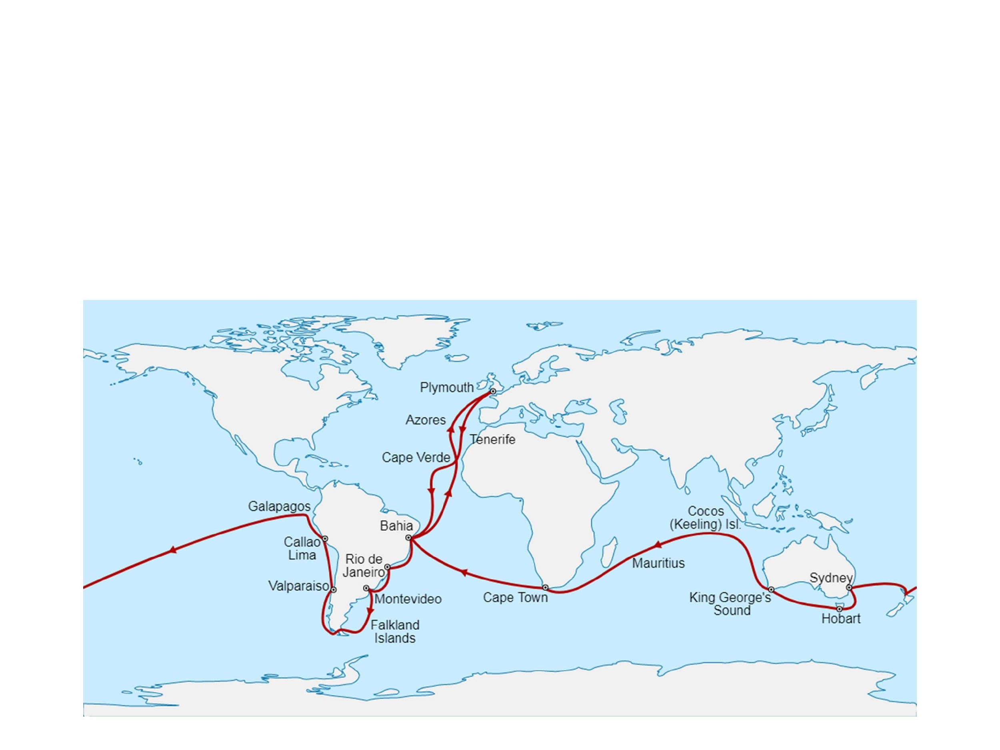 Plymouth
Azores
Tenerife
Cape Verde
Galapagos
Cocos
(Keeling) Isl.
Bahia
Callao
Lima
Rio de
Janeiro
Mauritius
Sydney
Valparaiso
Montevideo
Cape Town
King George's
Sound
Hobart
Falkland
Islands